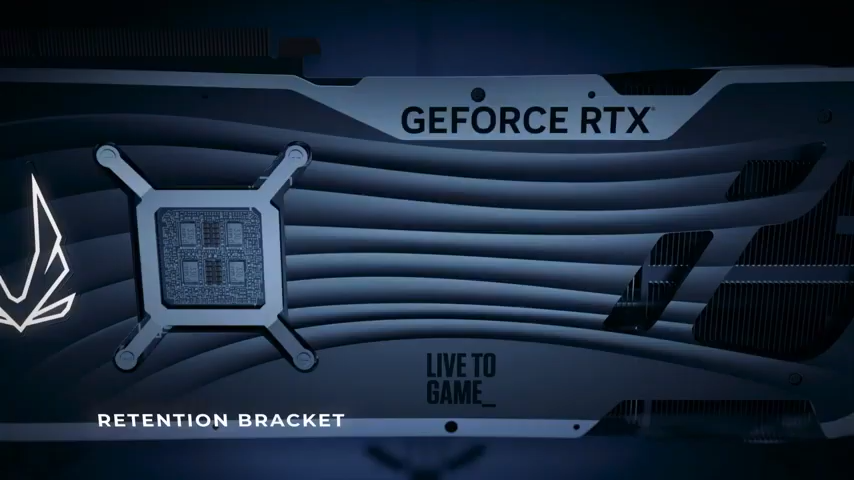 GEFORCE RTX
LIVE TO
GAME_
RETENTION BRACKET